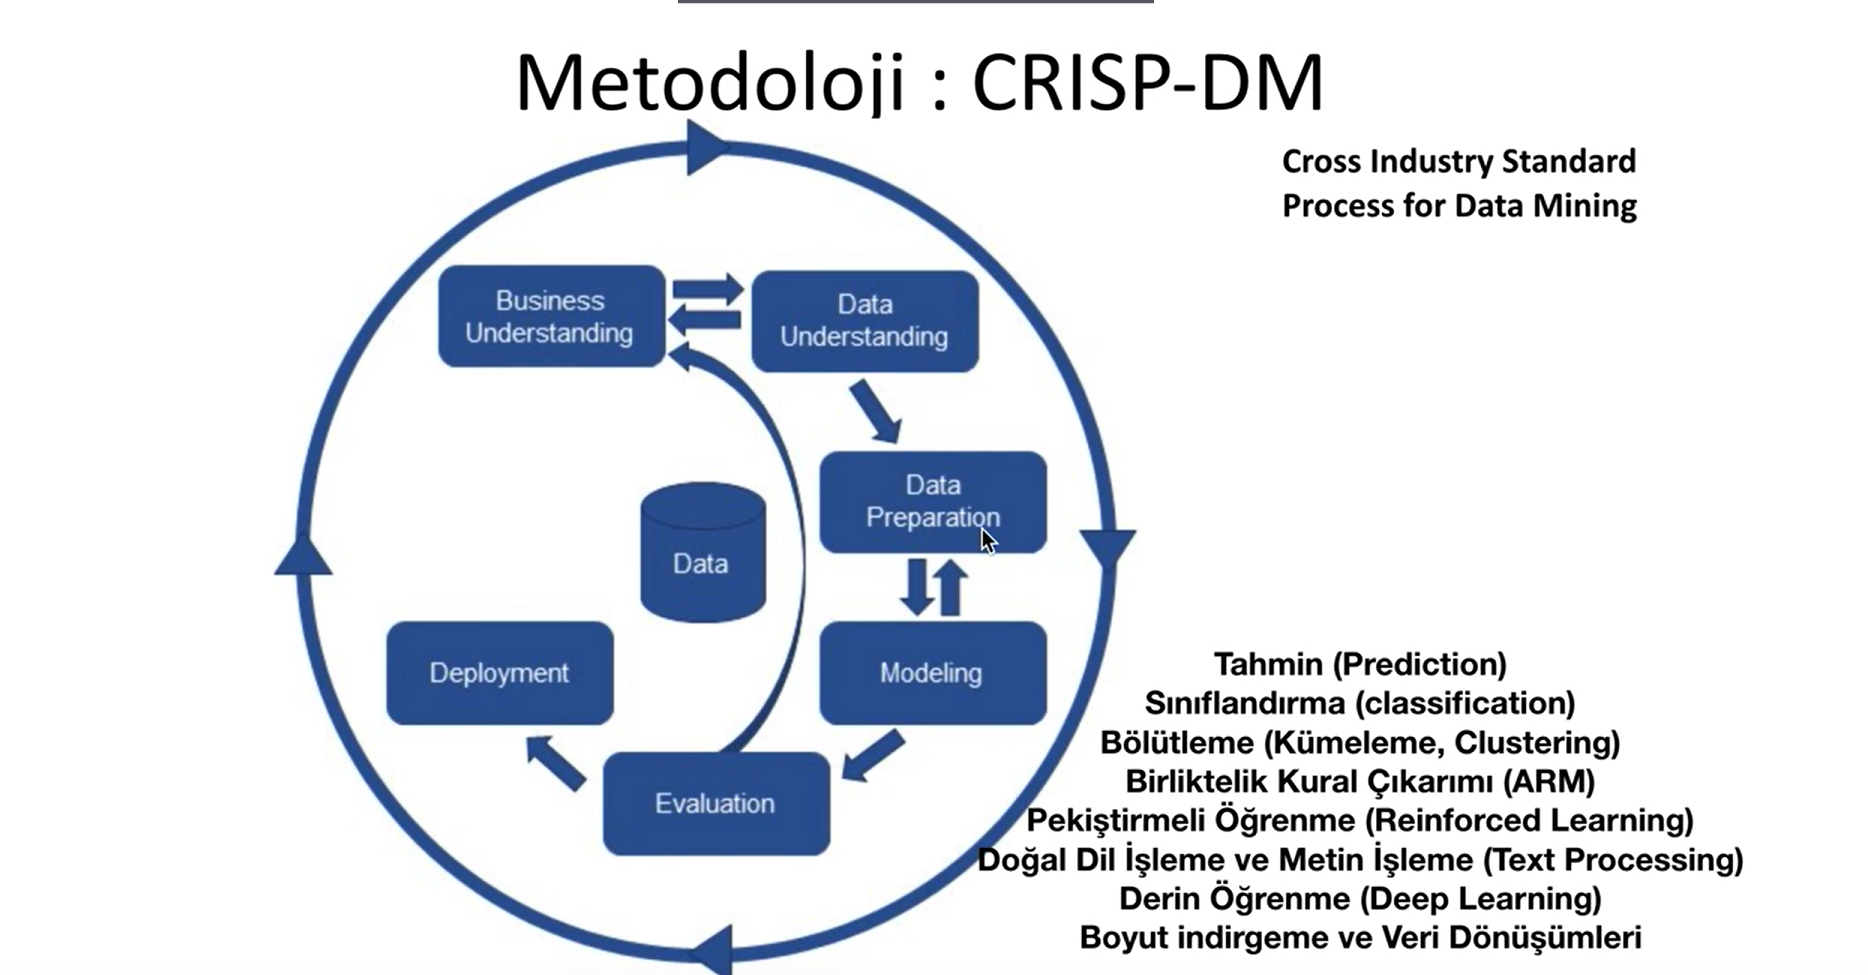 Metodoloji : CRISP-DM
Cross Industry Standard
Process for Data Mining
Business
Understanding
Data
Understanding
Data
Preparation
Data
Deployment
Modeling
Evaluation
Tahmin (Prediction)
Sınıflandırma (classification)
Bölütleme (Kümeleme, Clustering)
Birliktelik Kural Çıkarımı (ARM)
Pekiştirmeli Öğrenme (Reinforced Learning)
Doğal Dil İşleme ve Metin İşleme (Text Processing)
Derin Öğrenme (Deep Learning)
Boyut indirgeme ve Veri Dönüşümleri